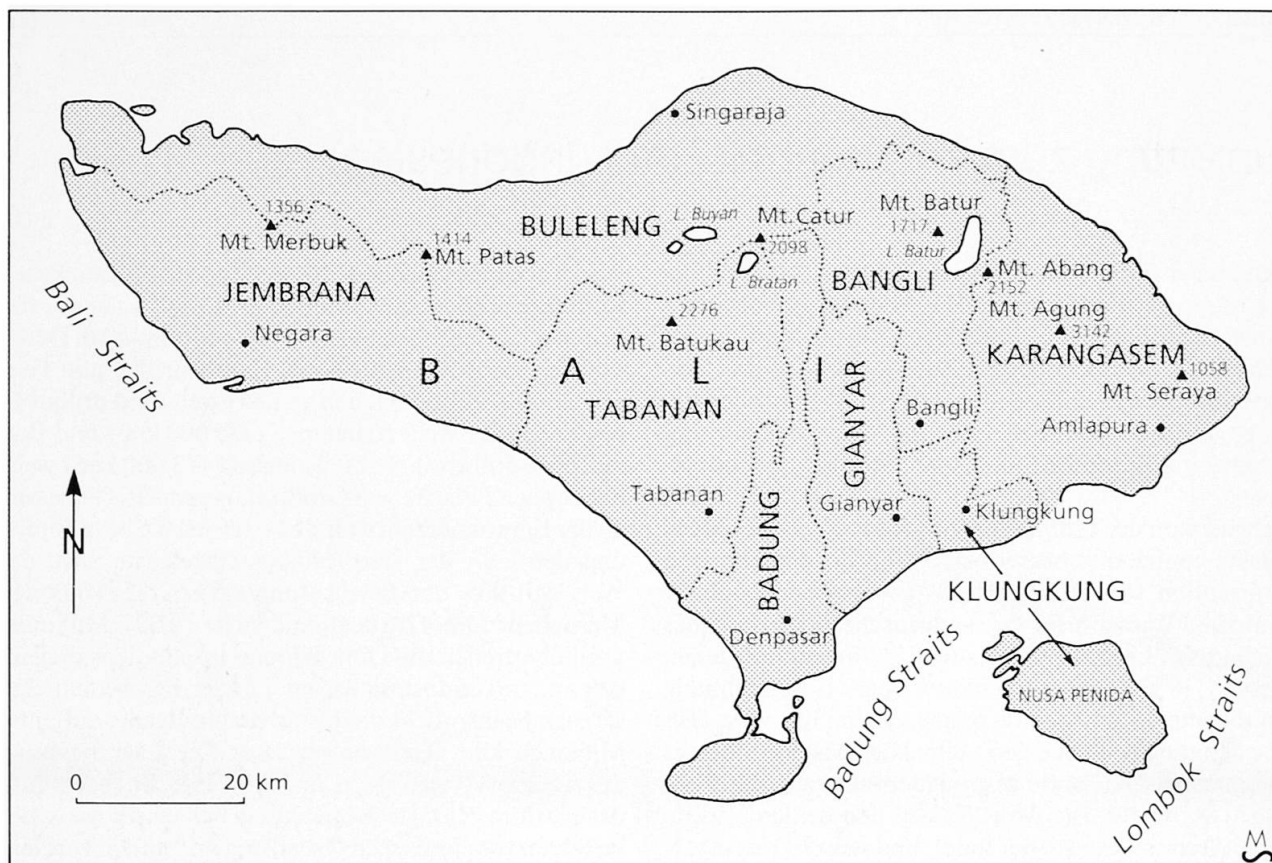 Singaraja
1356
Mt. Merbuk
1414
Mt. Patas
BULELENG
L. Buyan
Mt.Catur
2098
L. Bratan
Mt. Batur
1717
L. Batur
BANGLI
Mt. Abang
2152
Mt. Agung
3142
KARANGASEM
1058
Mt. Seraya
Amlapura
JEMBRANA
Negara
Bali Straits
2276
Mt. Batukau
BALI
TABANAN
GIANYAR
Bangli
Tabanan
BADUNG
Gianyar
Klungkung
KLUNGKUNG
Denpasar
NUSA PENIDA
Badung Straits
Lombok Straits
N
0 20 km